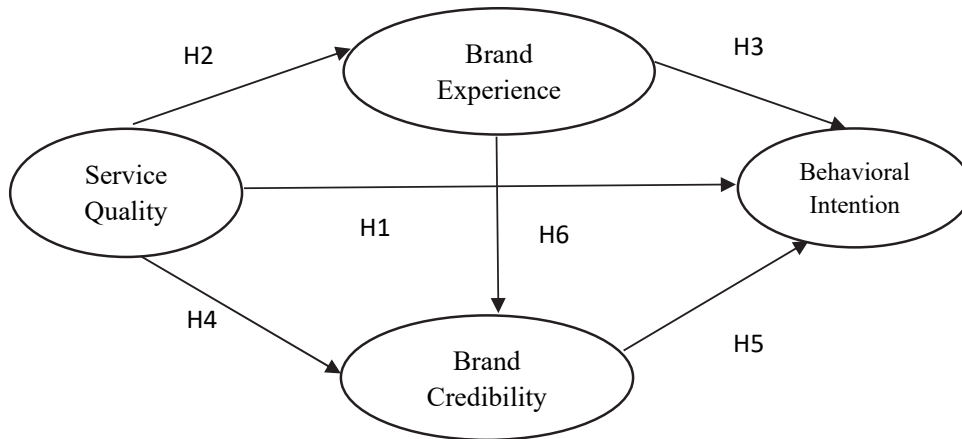 H2
Brand
Experience
H3
Service
Quality
Behavioral
Intention
H1
H6
H4
H5
Brand
Credibility